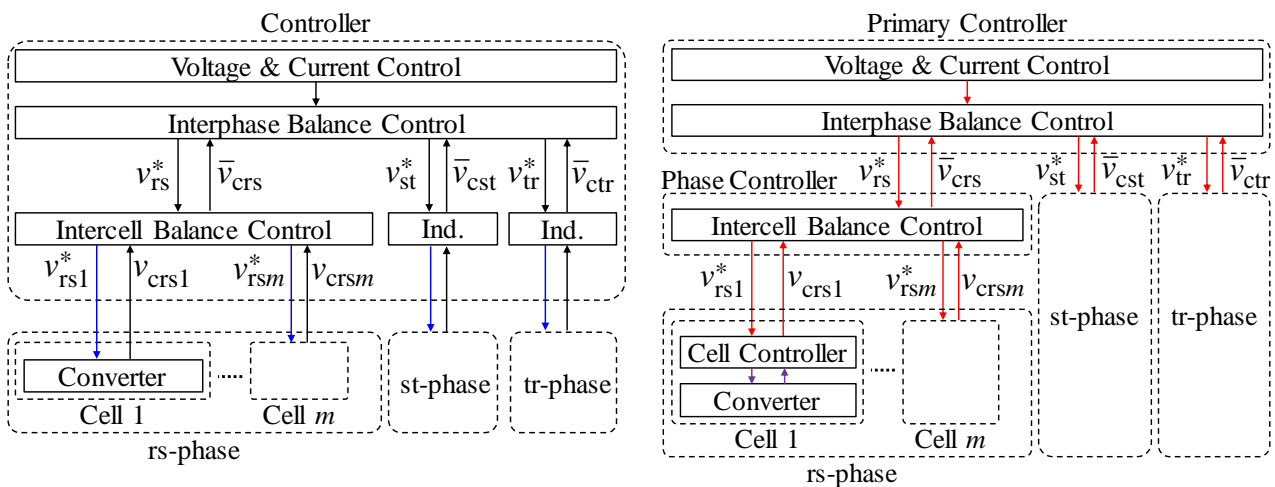 Controller
Voltage & Current Control
Interphase Balance Control
v*rs v̅crs v*st v̅cst v*tr v̅ctr
Intercell Balance Control Ind. Ind.
v*rs1 vcrs1 v*rsm vcrsm
Converter
Cell 1 Cell m
rs-phase
st-phase
tr-phase
Primary Controller
Voltage & Current Control
Interphase Balance Control
v*rs v̅crs v*st v̅cst v*tr v̅ctr
Phase Controller
Intercell Balance Control
v*rs1 vcrs1 v*rsm vcrsm
Cell Controller
Converter
Cell 1 Cell m
rs-phase
st-phase
tr-phase